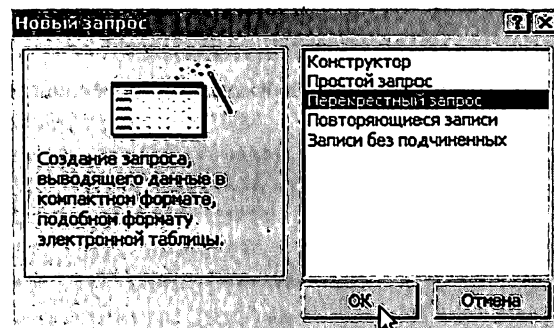 Новый запрос
Создание запроса,
выводящего данные в
компактном формате,
подобном формату
электронной таблицы.
Конструктор
Простой запрос
Перекрестный запрос
Повторяющиеся записи
Записи без подчиненных
ОК
Отмена